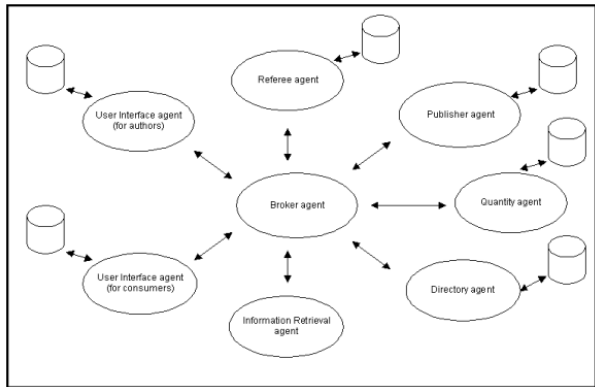 Referee agent
Publisher agent
User Interface agent
(for authors)
Broker agent
Quantity agent
User Interface agent
(for consumers)
Directory agent
Information Retrieval
agent